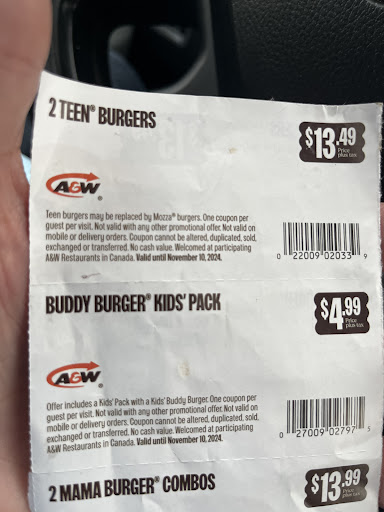 2 TEEN® BURGERS
$13.49
Price
plus tax
A&W
Teen burgers may be replaced by Mozza® burgers. One coupon per
guest per visit. Not valid with any other promotional offer. Not valid on
mobile or delivery orders. Coupon cannot be altered, duplicated, sold,
exchanged or transferred. No cash value. Welcomed at participating
A&W Restaurants in Canada. Valid until November 10, 2024.
0 22009 02033 9
BUDDY BURGER® KIDS' PACK
$4.99
Price
plus tax
A&W
Offer includes a Kids' Pack with a Kids' Buddy Burger. One coupon per
guest per visit. Not valid with any other promotional offer. Not valid on
mobile or delivery orders. Coupon cannot be altered, duplicated, sold,
exchanged or transferred. No cash value. Welcomed at participating
A&W Restaurants in Canada. Valid until November 10, 2024.
0 27009 02797 5
2 MAMA BURGER® COMBOS
$13.99
Price
plus tax